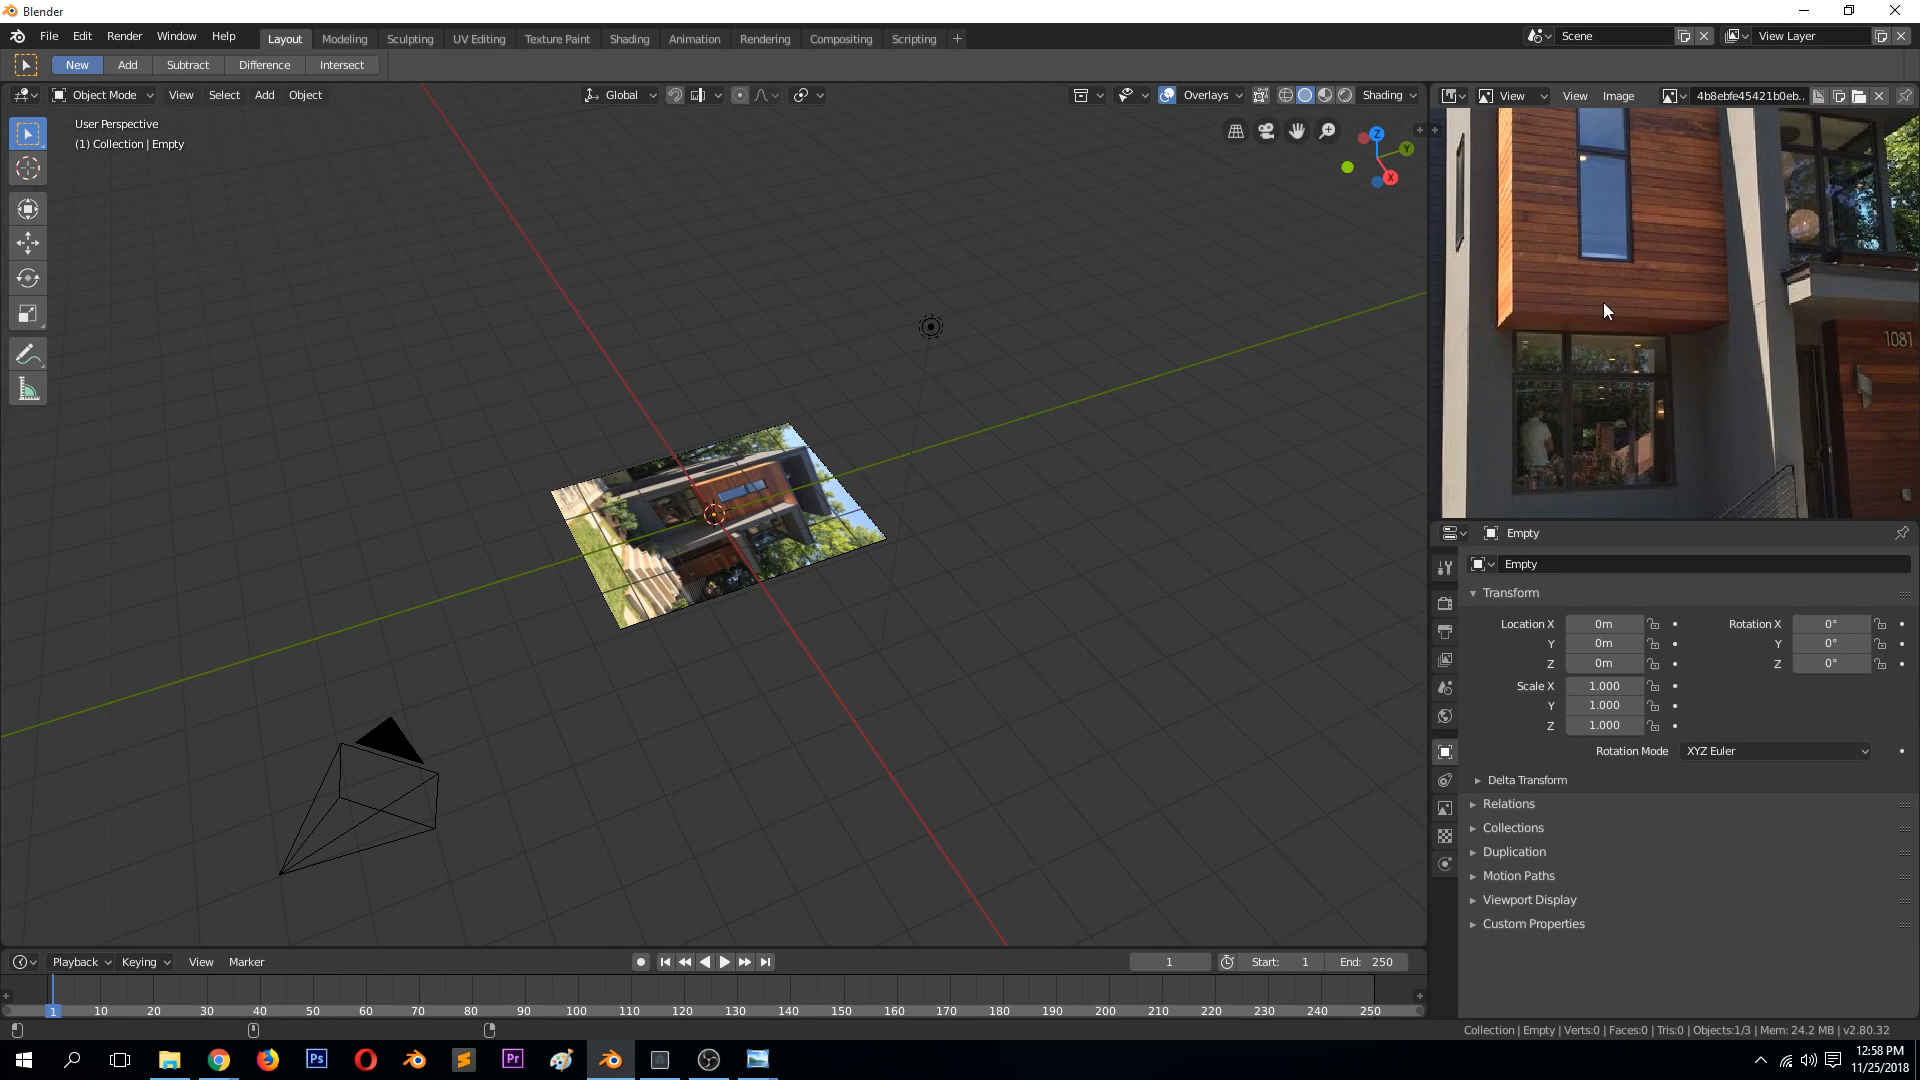 Blender
File Edit Render Window Help Layout Modeling Sculpting UV Editing Texture Paint Shading Animation Rendering Compositing Scripting + Scene View Layer
New Add Subtract Difference Intersect
Object Mode View Select Add Object Global Overlays Shading View View Image 4b8ebfe45421b0eb..
User Perspective
(1) Collection | Empty
Z
Y
X
1081
Empty
Empty
Transform
Location X 0m Rotation X 0°
Y 0m Y 0°
Z 0m Z 0°
Scale X 1.000
Y 1.000
Z 1.000
Rotation Mode XYZ Euler
Delta Transform
Relations
Collections
Duplication
Motion Paths
Viewport Display
Custom Properties
Playback Keying View Marker 1 Start: 1 End: 250
1 10 20 30 40 50 60 70 80 90 100 110 120 130 140 150 160 170 180 190 200 210 220 230 240 250
Collection | Empty | Verts:0 | Faces:0 | Tris:0 | Objects:1/3 | Mem: 24.2 MB | v2.80.32
Ps Pr
12:58 PM
11/25/2018